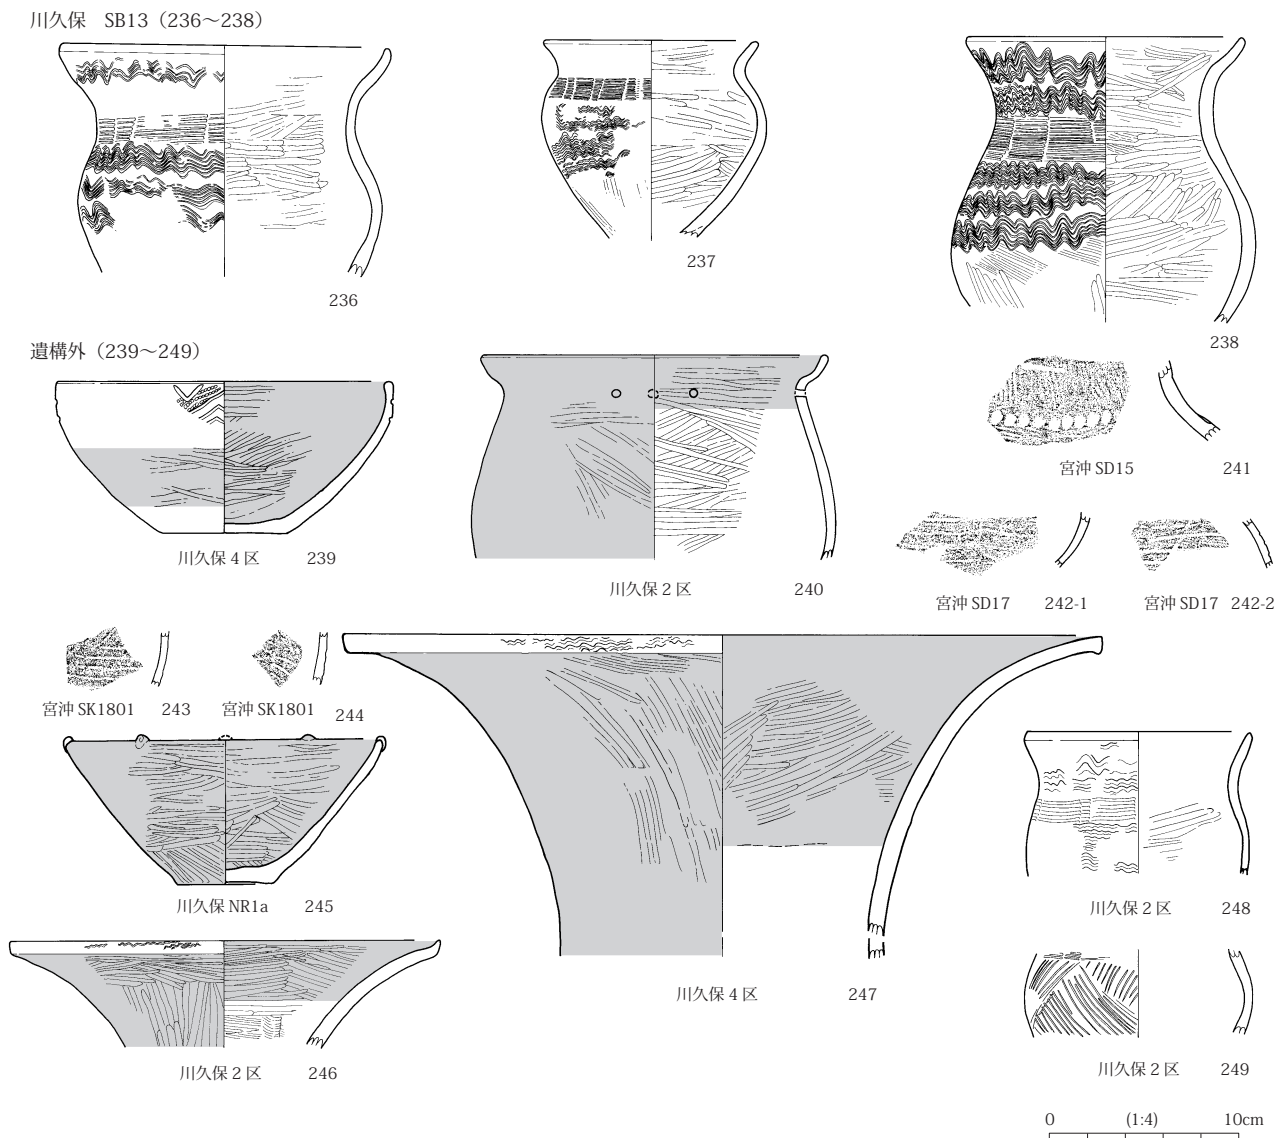 川久保　SB13（236～238）
236
237
238
遺構外（239～249）
川久保 4 区　239
川久保 2 区　240
宮沖 SD15　241
宮沖 SD17　242-1
宮沖 SD17　242-2
宮沖 SK1801　243
宮沖 SK1801　244
川久保 NR1a　245
川久保 2 区　246
川久保 4 区　247
川久保 2 区　248
川久保 2 区　249
0　(1:4)　10cm